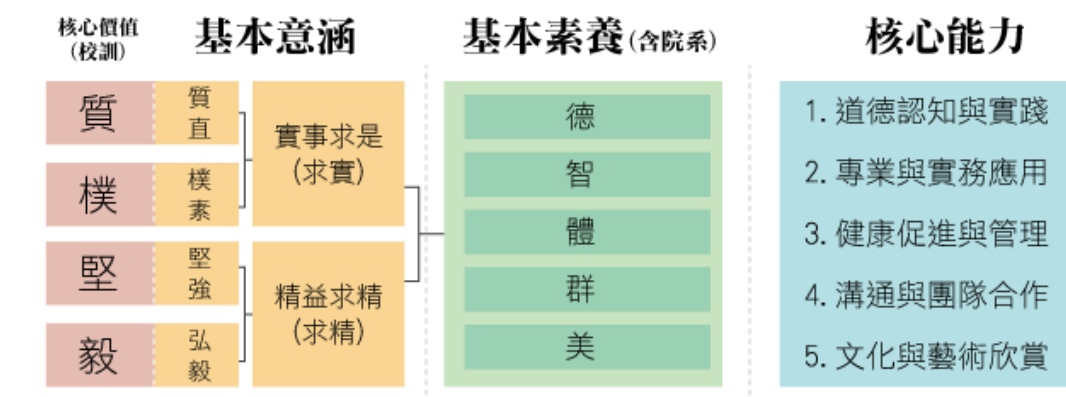 核心價值
(校訓)
基本意涵
基本素養(含院系)
核心能力
質
質
直
樸
樸
素
實事求是
(求實)
堅
堅
強
毅
弘
毅
精益求精
(求精)
德
智
體
群
美
1. 道德認知與實踐
2. 專業與實務應用
3. 健康促進與管理
4. 溝通與團隊合作
5. 文化與藝術欣賞